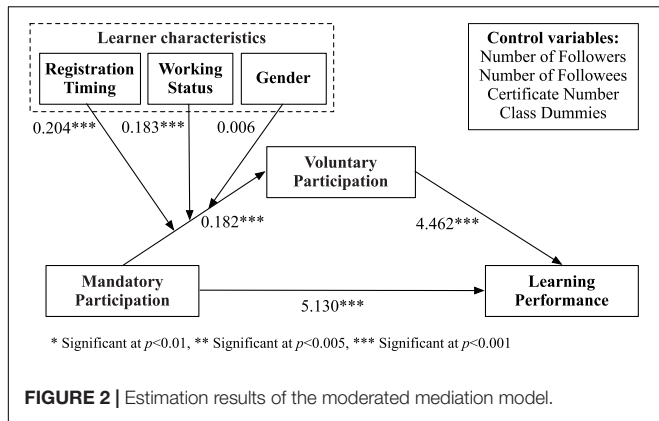 Learner characteristics
Registration
Timing
Working
Status
Gender
Control variables:
Number of Followers
Number of Followees
Certificate Number
Class Dummies
0.204***
0.183***
0.006
Voluntary
Participation
0.182***
4.462***
Mandatory
Participation
5.130***
Learning
Performance
* Significant at p<0.01, ** Significant at p<0.005, *** Significant at p<0.001
FIGURE 2 | Estimation results of the moderated mediation model.